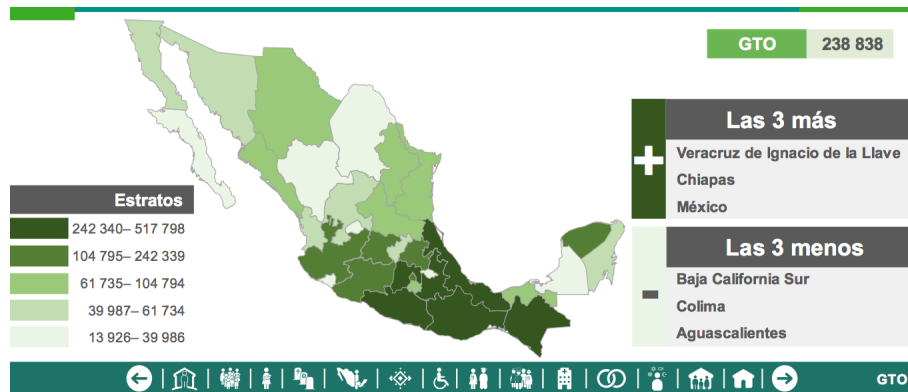 GTO 238 838
Las 3 más
+
Veracruz de Ignacio de la Llave
Chiapas
México
Estratos
242 340– 517 798
104 795– 242 339
61 735– 104 794
39 987– 61 734
13 926– 39 986
Las 3 menos
-
Baja California Sur
Colima
Aguascalientes
GTO